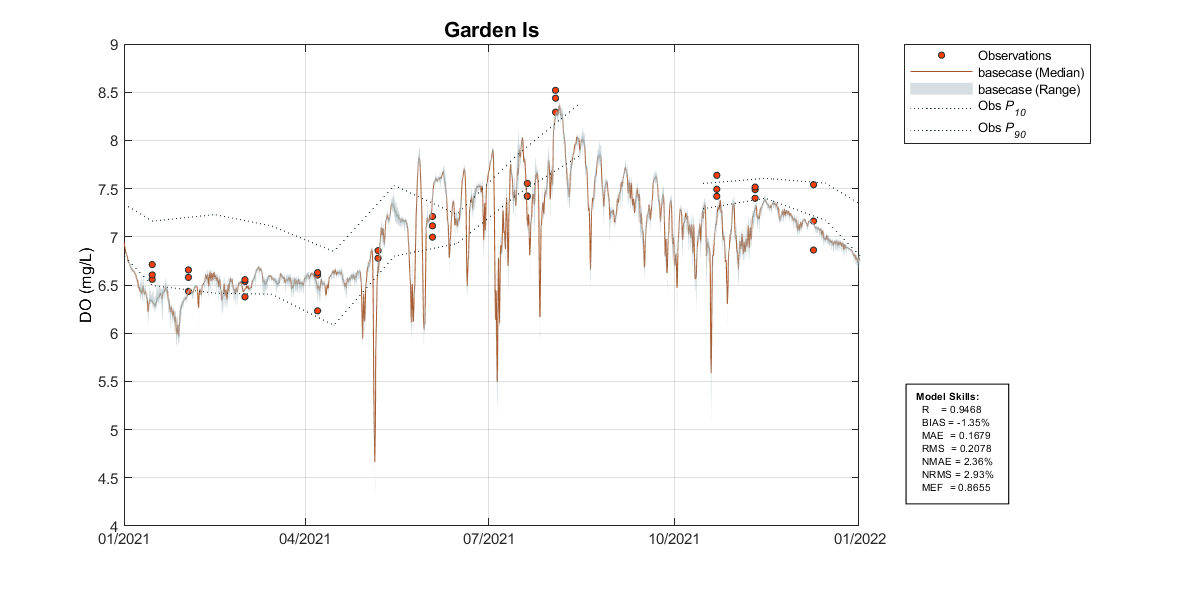 Garden Is
DO (mg/L)
9
8.5
8
7.5
7
6.5
6
5.5
5
4.5
4
01/2021
04/2021
07/2021
10/2021
01/2022
Observations
basecase (Median)
basecase (Range)
Obs P10
Obs P90
Model Skills:
R = 0.9468
BIAS = -1.35%
MAE = 0.1679
RMS = 0.2078
NMAE = 2.36%
NRMS = 2.93%
MEF = 0.8655